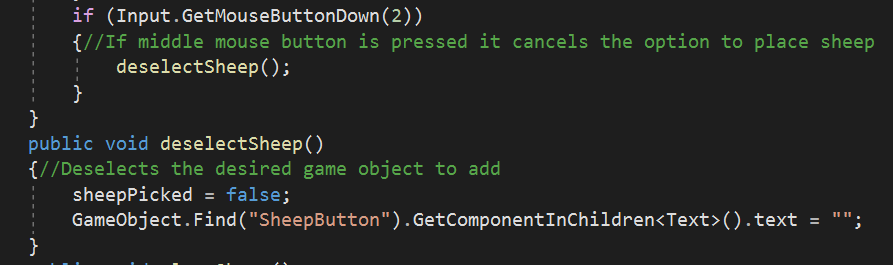 if (Input.GetMouseButtonDown(2))
{//If middle mouse button is pressed it cancels the option to place sheep
deselectSheep();
}
}
public void deselectSheep()
{//Deselects the desired game object to add
sheepPicked = false;
GameObject.Find("SheepButton").GetComponentInChildren<Text>().text = "";
}